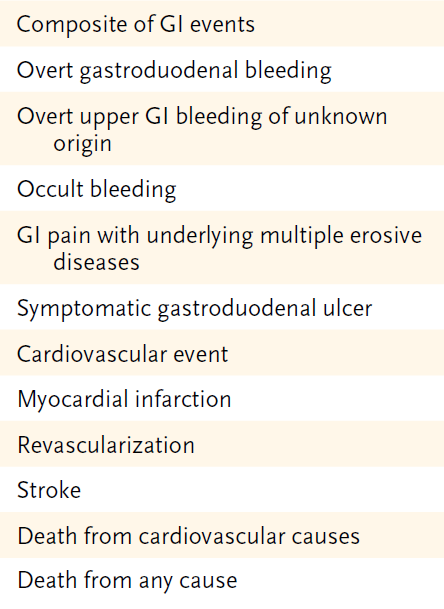 Composite of GI events
Overt gastroduodenal bleeding
Overt upper GI bleeding of unknown
origin
Occult bleeding
GI pain with underlying multiple erosive
diseases
Symptomatic gastroduodenal ulcer
Cardiovascular event
Myocardial infarction
Revascularization
Stroke
Death from cardiovascular causes
Death from any cause